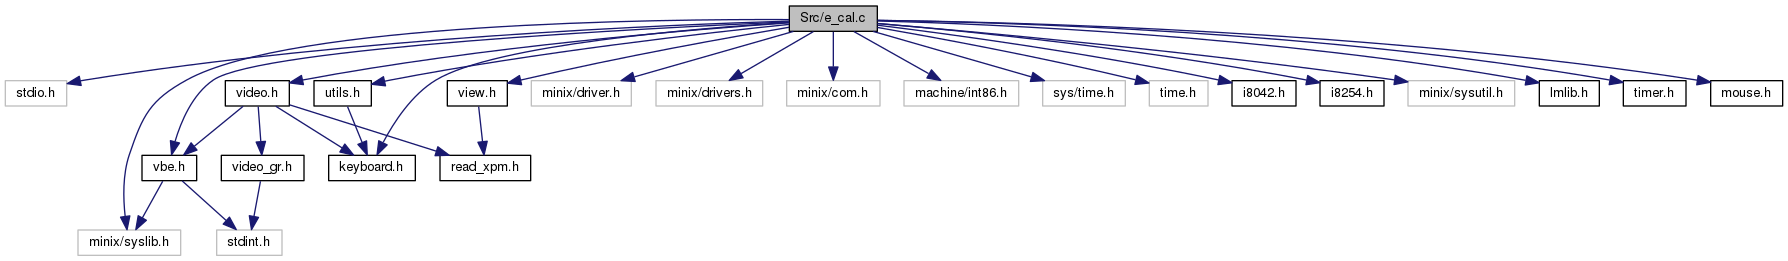 Src/e_cal.c
stdio.h
video.h
utils.h
view.h
minix/driver.h
minix/drivers.h
minix/com.h
machine/int86.h
sys/time.h
time.h
i8042.h
i8254.h
minix/sysutil.h
lmlib.h
timer.h
mouse.h
vbe.h
video_gr.h
keyboard.h
read_xpm.h
minix/syslib.h
stdint.h